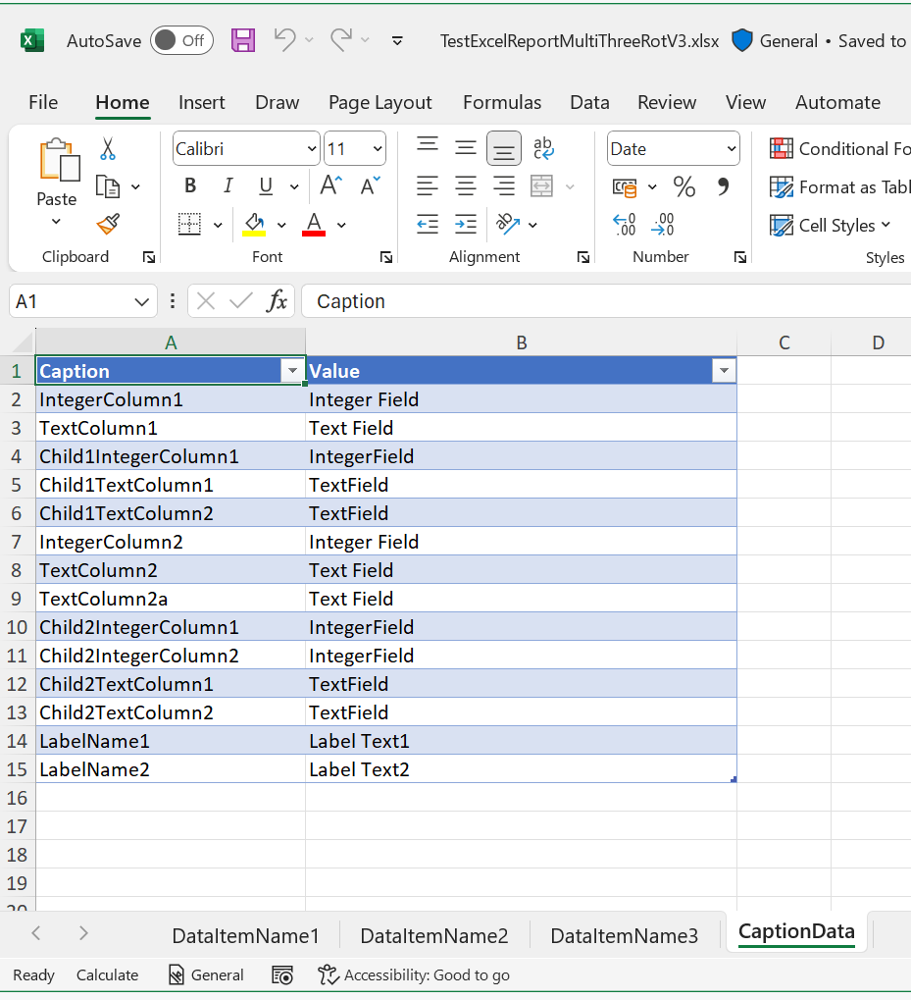 AutoSave Off TestExcelReportMultiThreeRotV3.xlsx General • Saved to
File Home Insert Draw Page Layout Formulas Data Review View Automate
Calibri 11 ab Date Conditional Fo
Paste B I U A A % Format as Tabl
A Cell Styles
Clipboard Font Alignment Number Styles
A1 fx Caption
A B C D
1 Caption Value
2 IntegerColumn1 Integer Field
3 TextColumn1 Text Field
4 Child1IntegerColumn1 IntegerField
5 Child1TextColumn1 TextField
6 Child1TextColumn2 TextField
7 IntegerColumn2 Integer Field
8 TextColumn2 Text Field
9 TextColumn2a Text Field
10 Child2IntegerColumn1 IntegerField
11 Child2IntegerColumn2 IntegerField
12 Child2TextColumn1 TextField
13 Child2TextColumn2 TextField
14 LabelName1 Label Text1
15 LabelName2 Label Text2
16
17
18
19
20
DataItemName1 DataItemName2 DataItemName3 CaptionData
Ready Calculate General Accessibility: Good to go